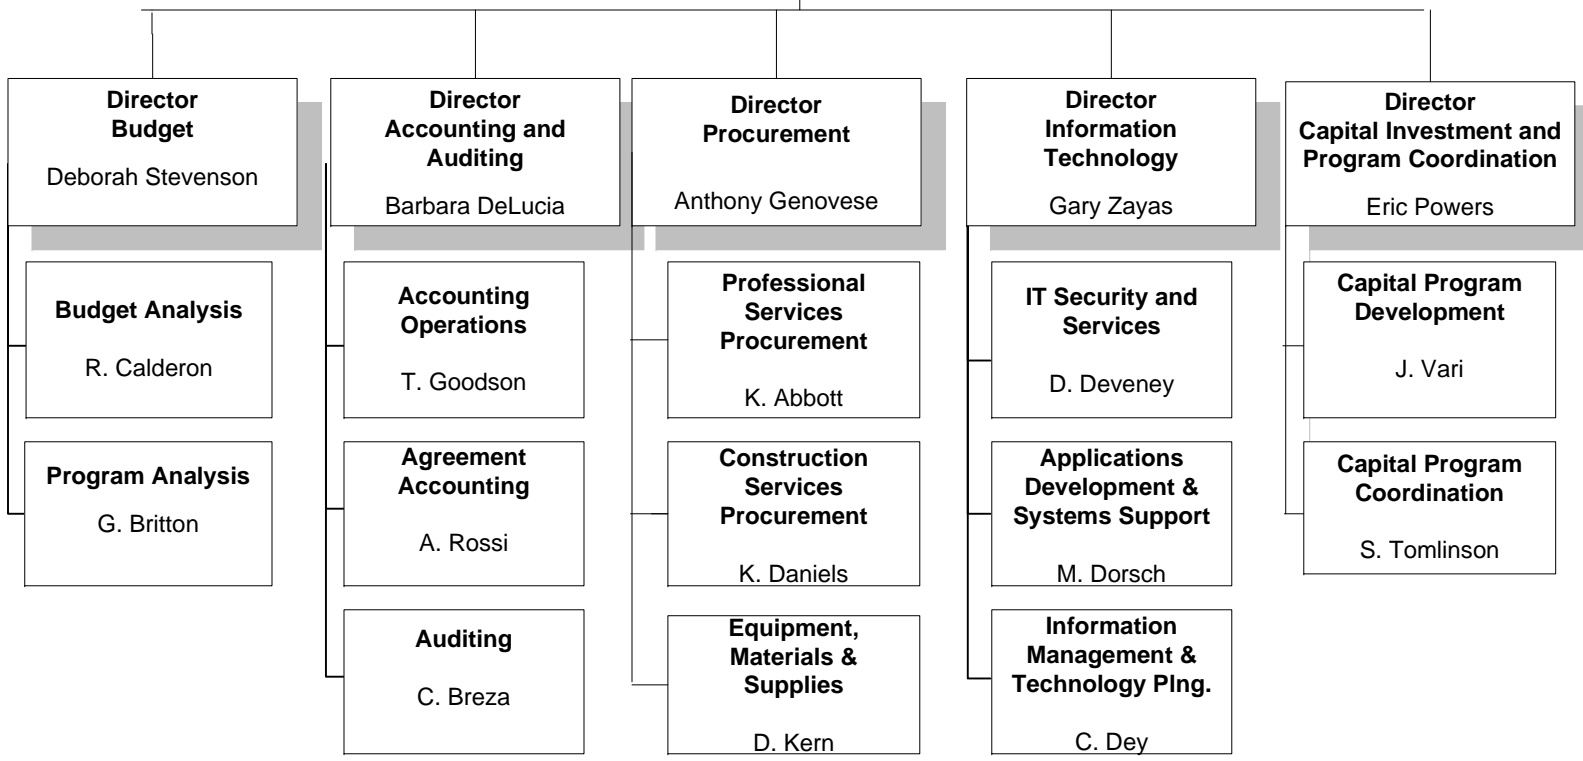 Director
Budget
Deborah Stevenson
Budget Analysis
R. Calderon
Program Analysis
G. Britton
Director
Accounting and
Auditing
Barbara DeLucia
Accounting
Operations
T. Goodson
Agreement
Accounting
A. Rossi
Auditing
C. Breza
Director
Procurement
Anthony Genovese
Professional
Services
Procurement
K. Abbott
Construction
Services
Procurement
K. Daniels
Equipment,
Materials &
Supplies
D. Kern
Director
Information
Technology
Gary Zayas
IT Security and
Services
D. Deveney
Applications
Development &
Systems Support
M. Dorsch
Information
Management &
Technology Plng.
C. Dey
Director
Capital Investment and
Program Coordination
Eric Powers
Capital Program
Development
J. Vari
Capital Program
Coordination
S. Tomlinson